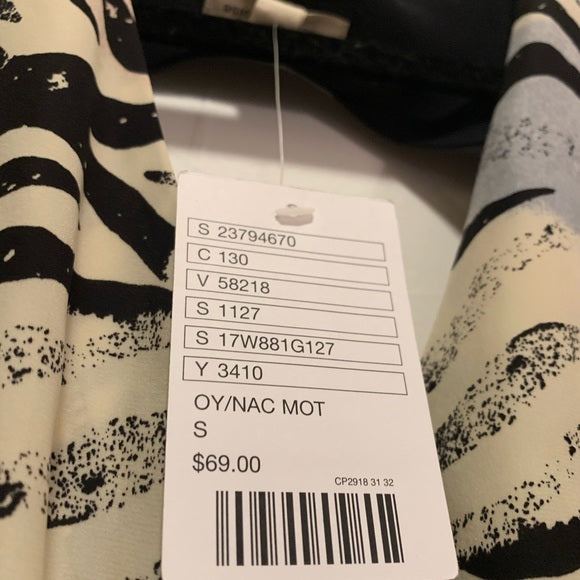 S 23794670
C 130
V 58218
S 1127
S 17W881G127
Y 3410
OY/NAC MOT
S
$69.00
CP2918 31 32